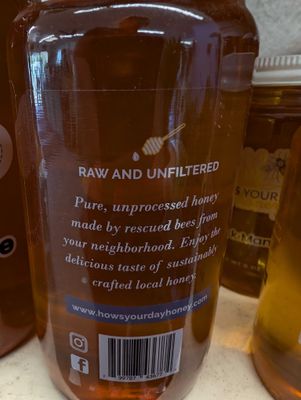 RAW AND UNFILTERED
Pure, unprocessed honey
made by rescued bees from
your neighborhood. Enjoy the
delicious taste of sustainably
crafted local honey.
www.howsyourdayhoney.com
S YOUR